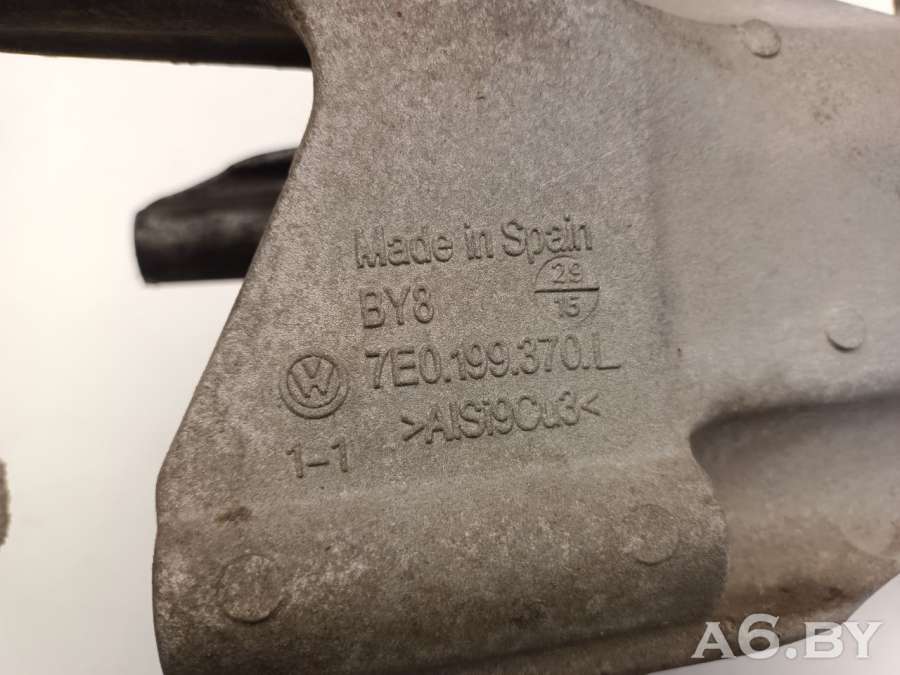 Made in Spain
BY8
29
15
7E0.199.370.L
>AlSi9Cu3<
1-1
A6.BY